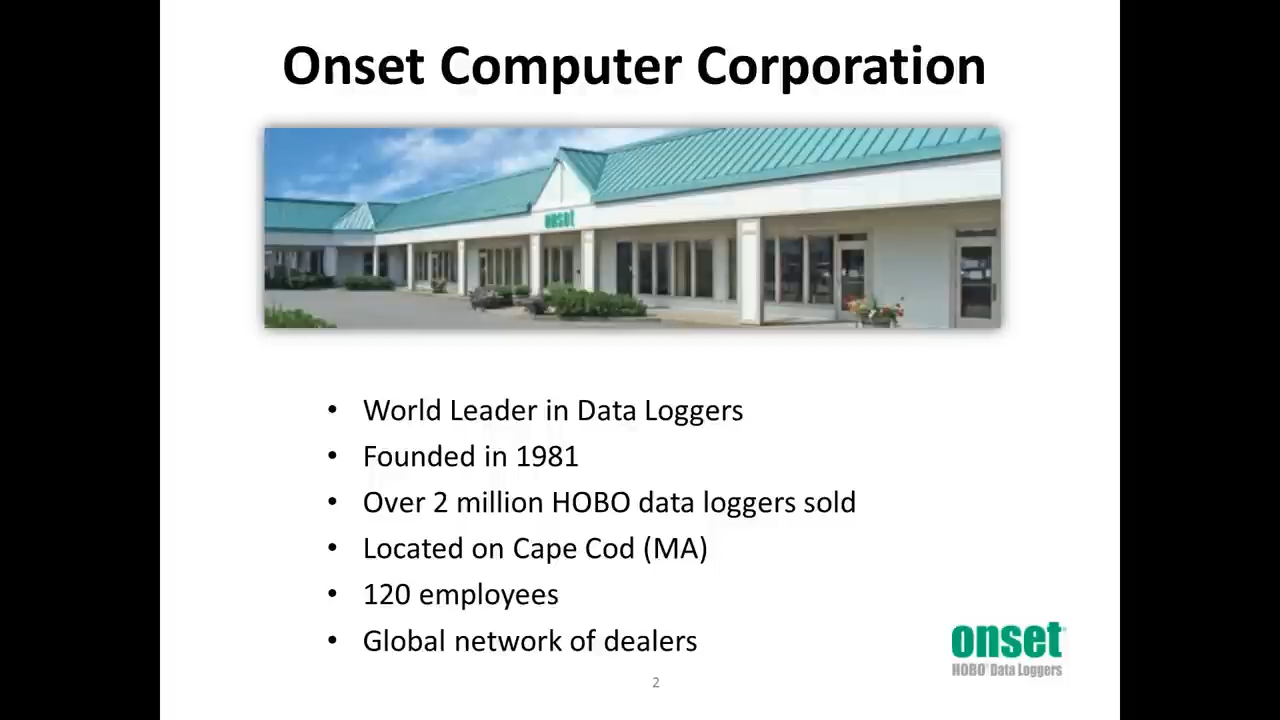 Onset Computer Corporation
onset
• World Leader in Data Loggers
• Founded in 1981
• Over 2 million HOBO data loggers sold
• Located on Cape Cod (MA)
• 120 employees
• Global network of dealers
onset
HOBO® Data Loggers
2